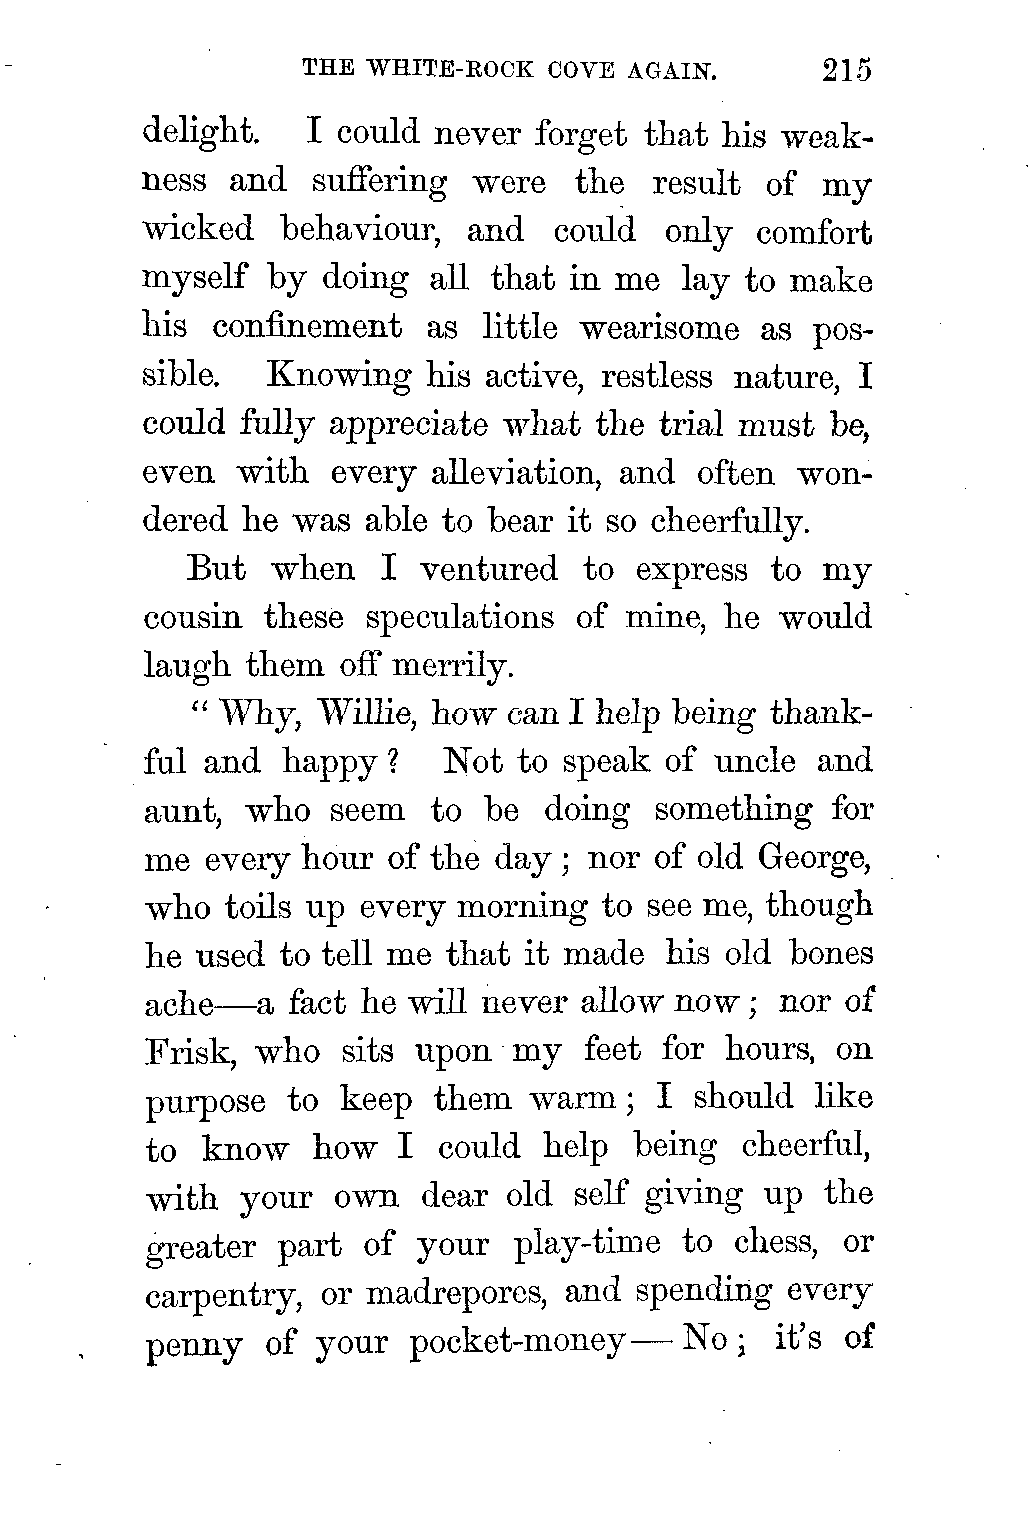 THE WHITE-ROCK COVE AGAIN. 215
delight. I could never forget that his weak-
ness and suffering were the result of my
wicked behaviour, and could only comfort
myself by doing all that in me lay to make
his confinement as little wearisome as pos-
sible. Knowing his active, restless nature, I
could fully appreciate what the trial must be,
even with every alleviation, and often won-
dered he was able to bear it so cheerfully.
But when I ventured to express to my
cousin these speculations of mine, he would
laugh them off merrily.
" Why, Willie, how can I help being thank-
ful and happy ? Not to speak of uncle and
aunt, who seem to be doing something for
me every hour of the day ; nor of old George,
who toils up every morning to see me, though
he used to tell me that it made his old bones
ache—a fact he will never allow now ; nor of
Frisk, who sits upon my feet for hours, on
purpose to keep them warm ; I should like
to know how I could help being cheerful,
with your own dear old self giving up the
greater part of your play-time to chess, or
carpentry, or madrepores, and spending every
penny of your pocket-money— No ; it's of